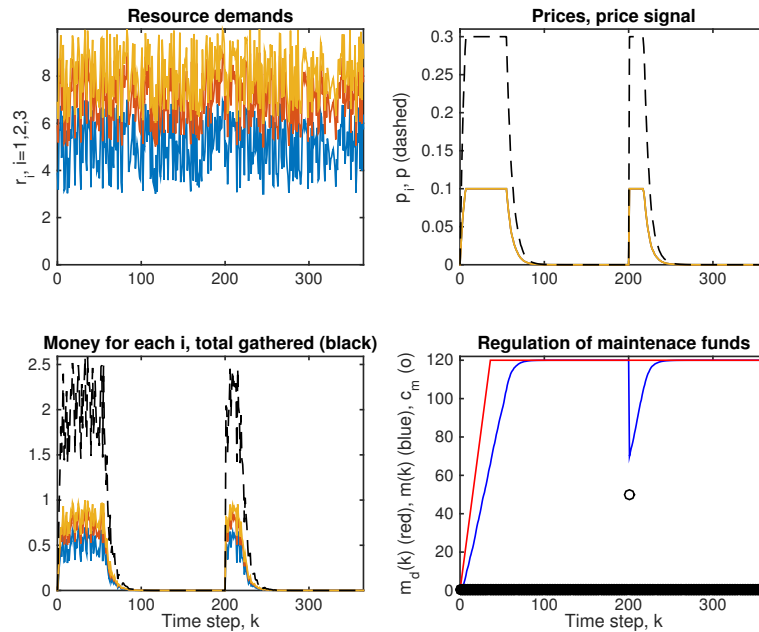 Resource demands
r_i, i=1,2,3
8
6
4
2
0
0 100 200 300
Prices, price signal
p_i, p (dashed)
0.3
0.25
0.2
0.15
0.1
0.05
0
0 100 200 300
Money for each i, total gathered (black)
2.5
2
1.5
1
0.5
0
0 100 200 300
Time step, k
Regulation of maintenace funds
m_d(k) (red), m(k) (blue), c_m (o)
120
100
80
60
40
20
0
0 100 200 300
Time step, k